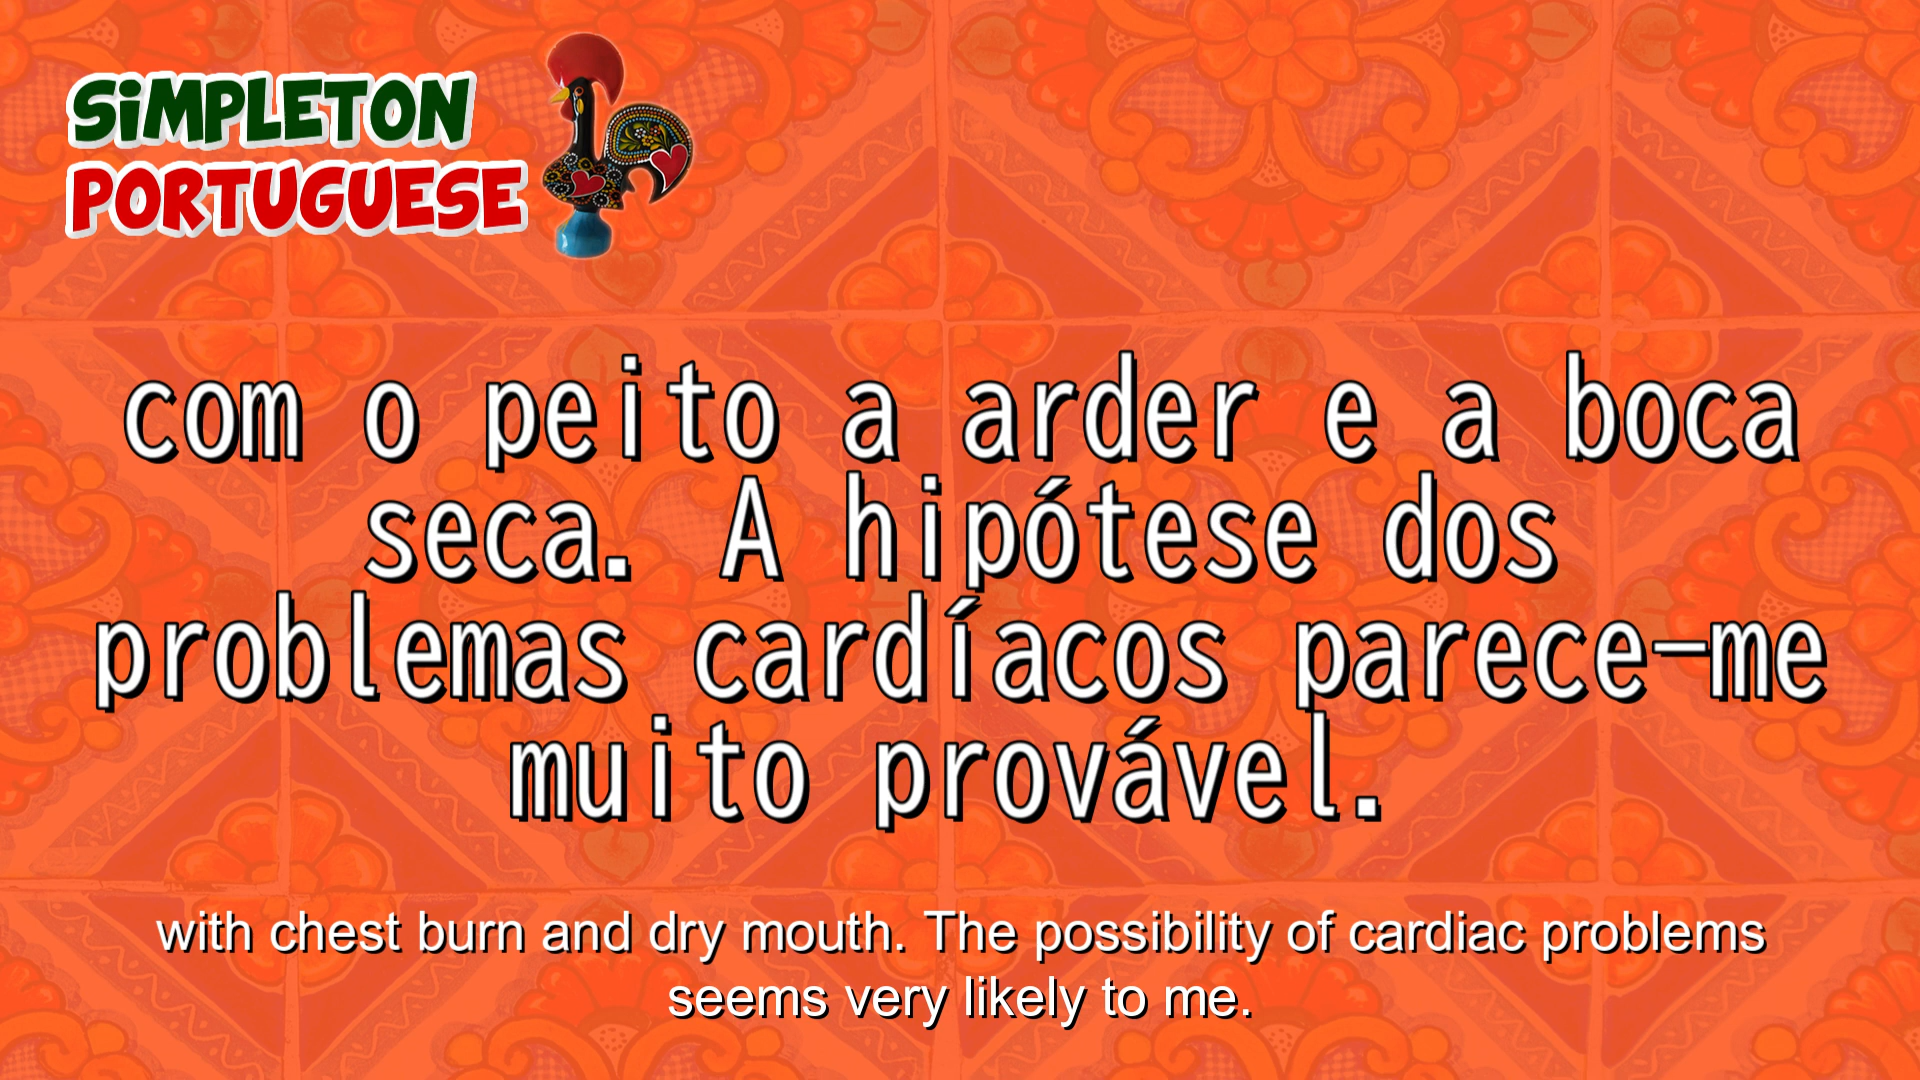 SiMPLETON
PORTUGUESE
com o peito a arder e a boca
seca. A hipótese dos
problemas cardíacos parece-me
muito provável.
with chest burn and dry mouth. The possibility of cardiac problems
seems very likely to me.